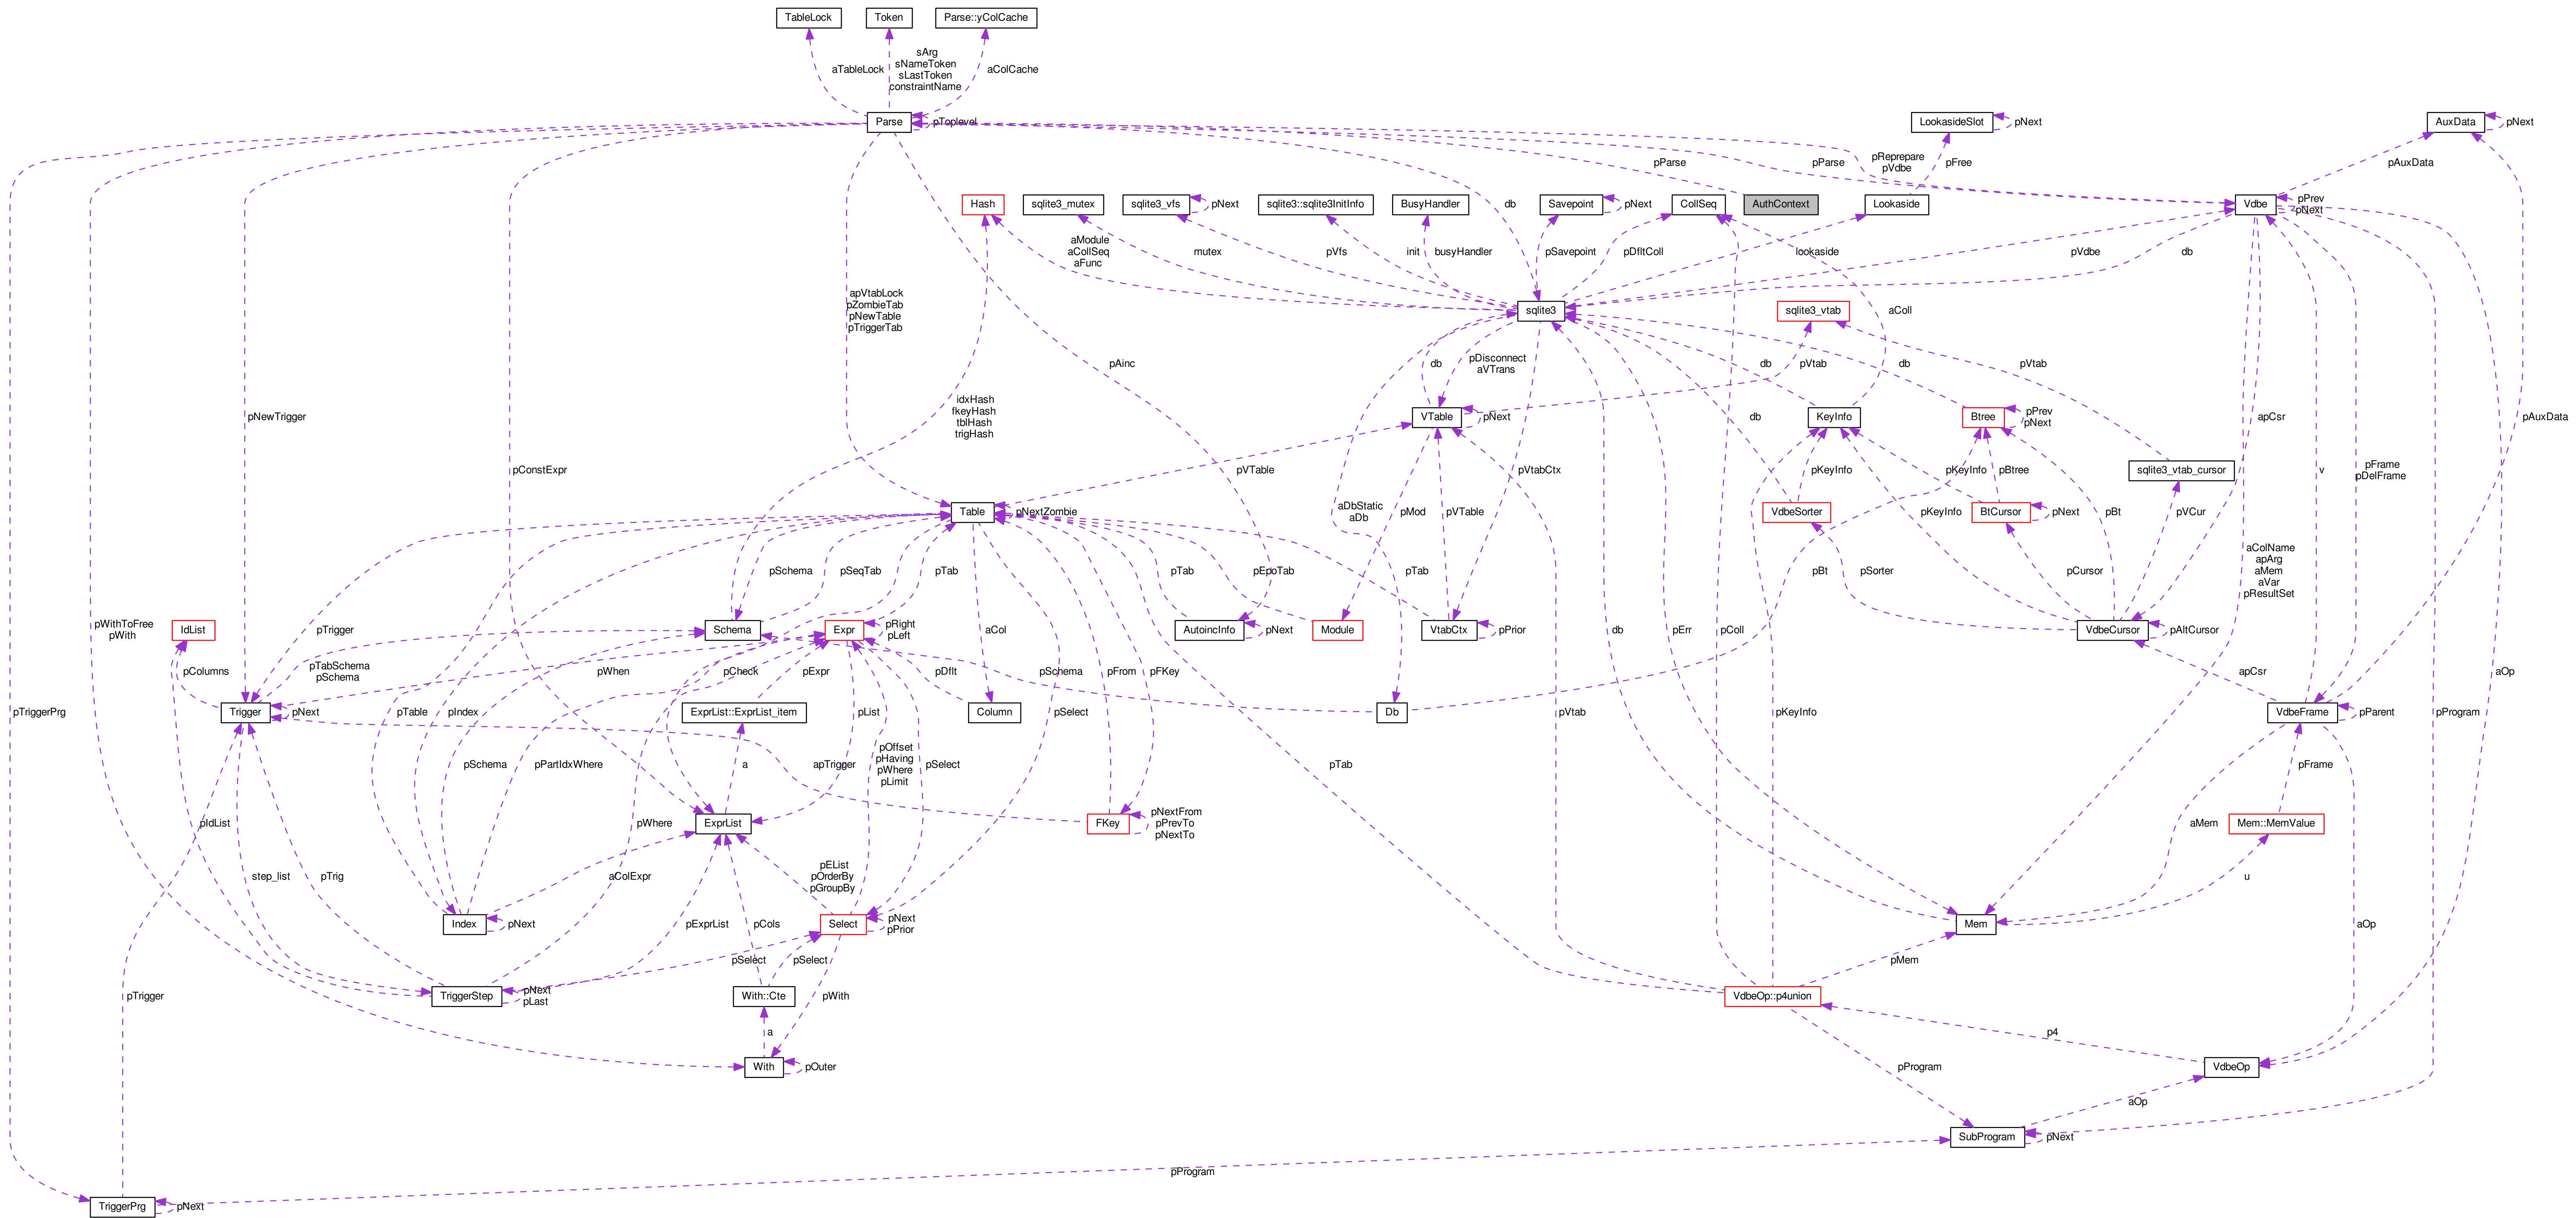 TableLock
Token
Parse::yColCache
sArg
sNameToken
sLastToken
constraintName
aTableLock
aColCache
Parse
pToplevel
LookasideSlot
pNext
AuxData
pNext
pParse
pParse
pReprepare
pVdbe
pFree
pAuxData
Hash
sqlite3_mutex
sqlite3_vfs
pNext
sqlite3::sqlite3InitInfo
BusyHandler
Savepoint
pNext
CollSeq
AuthContext
Lookaside
Vdbe
pPrev
pNext
db
aModule
aCollSeq
aFunc
mutex
pVfs
init
busyHandler
pSavepoint
pDfltColl
lookaside
pVdbe
db
apVtabLock
pZombieTab
pNewTable
pTriggerTab
sqlite3
sqlite3_vtab
aColl
pAinc
db
pDisconnect
aVTrans
pVtab
db
db
pVtab
idxHash
fkeyHash
tblHash
trigHash
pNewTrigger
VTable
pNext
db
KeyInfo
Btree
pPrev
pNext
apCsr
pAuxData
pConstExpr
pVTable
pVtabCtx
pKeyInfo
pKeyInfo
pBtree
sqlite3_vtab_cursor
v
pFrame
pDelFrame
Table
pNextZombie
aDbStatic
aDb
pMod
pVTable
VdbeSorter
pKeyInfo
BtCursor
pNext
pBt
pVCur
pSchema
pSeqTab
pTab
pTab
pEpoTab
pTab
pBt
pSorter
pCursor
aColName
apArg
aMem
aVar
pResultSet
pWithToFree
pWith
IdList
pTrigger
Schema
Expr
pRight
pLeft
aCol
AutoincInfo
pNext
Module
VtabCtx
pPrior
db
pErr
pColl
VdbeCursor
pAltCursor
pColumns
pTabSchema
pSchema
pWhen
pCheck
pExpr
pDflt
pSchema
pFrom
pFKey
apCsr
aOp
pTriggerPrg
Trigger
pNext
pTable
pIndex
ExprList::ExprList_item
pList
Column
pSelect
Db
pVtab
pKeyInfo
VdbeFrame
pParent
pProgram
pSchema
pPartIdxWhere
a
pOffset
pHaving
pWhere
pLimit
pSelect
apTrigger
pTab
pFrame
pIdList
pWhere
ExprList
FKey
pNextFrom
pPrevTo
pNextTo
aMem
Mem::MemValue
step_list
pTrig
aColExpr
pEList
pOrderBy
pGroupBy
u
Index
pNext
pExprList
pCols
Select
pNext
pPrior
Mem
aOp
pSelect
pSelect
pMem
pTrigger
TriggerStep
pNext
pLast
With::Cte
pWith
VdbeOp::p4union
a
p4
With
pOuter
pProgram
VdbeOp
aOp
SubProgram
pNext
pProgram
TriggerPrg
pNext